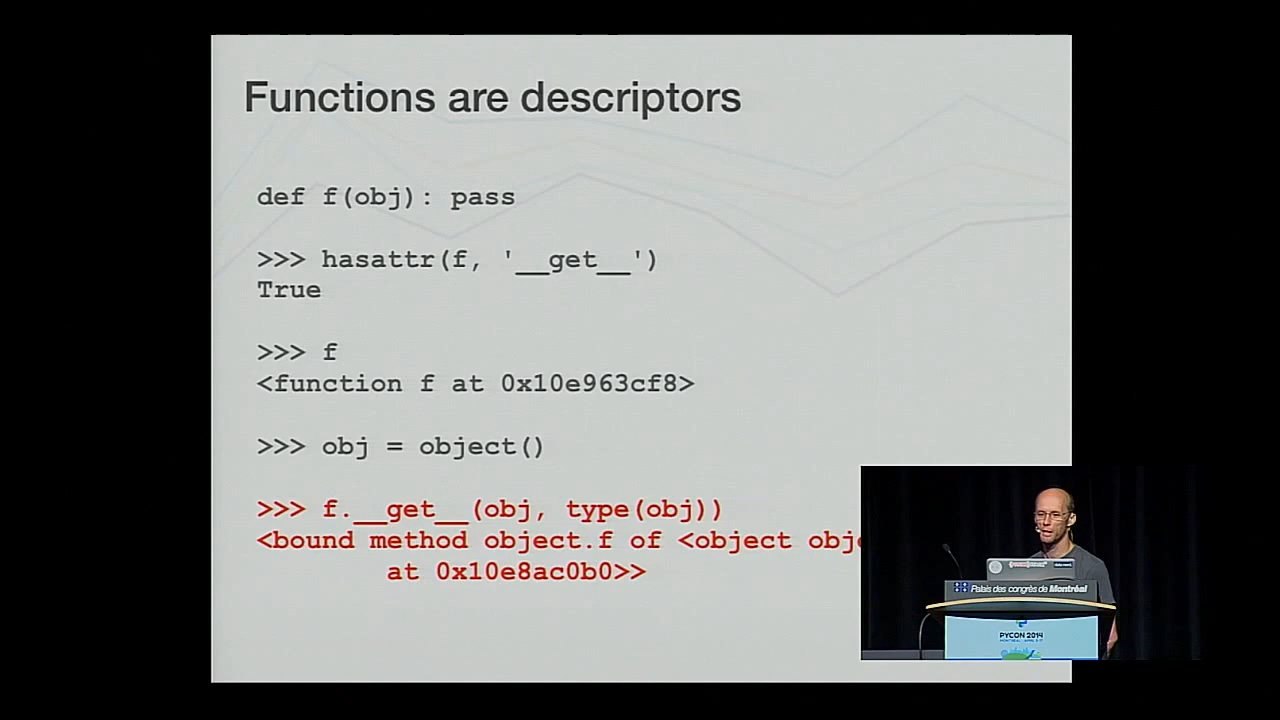 Functions are descriptors
def f(obj): pass
>>> hasattr(f, '__get__')
True
>>> f
<function f at 0x10e963cf8>
>>> obj = object()
>>> f.__get__(obj, type(obj))
<bound method object.f of <object obj
at 0x10e8ac0b0>>
Palais des congrès de Montréal
PYCON 2014